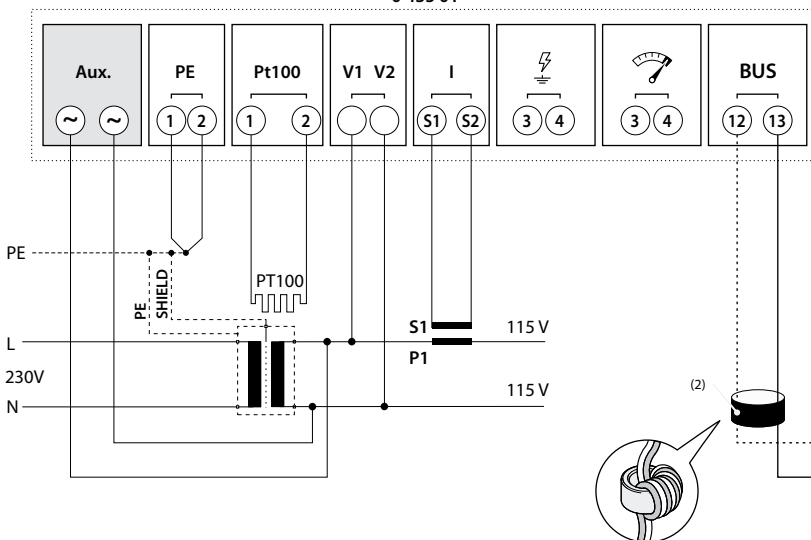 Aux. PE Pt100 V1 V2 I BUS
~ ~ 1 2 1 2 S1 S2 3 4 3 4 12 13
PE
PE
SHIELD
PT100
S1
115 V
L
P1
230V
115 V
N
(2)